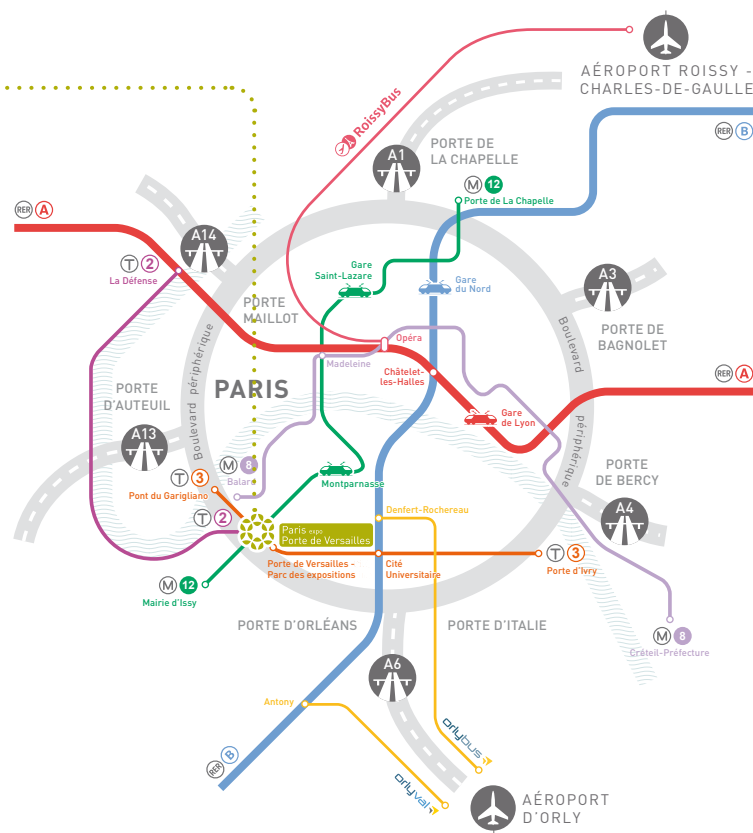 AÉROPORT ROISSY -
CHARLES-DE-GAULLE
RoissyBus
RER B
A1
PORTE DE
LA CHAPELLE
M 12
Porte de La Chapelle
RER A
A14
T 2
La Défense
Gare
Saint-Lazare
Gare
du Nord
A3
PORTE
MAILLOT
Boulevard
PORTE DE
BAGNOLET
Opéra
Madeleine
Châtelet-
les-Halles
RER A
PORTE
D'AUTEUIL
Boulevard périphérique
PARIS
Gare
de Lyon
périphérique
A13
M 8
Balard
PORTE
DE BERCY
T 3
Pont du Garigliano
Montparnasse
A4
T 2
Denfert-Rochereau
Paris expo
Porte de Versailles
Porte de Versailles -
Parc des expositions
Cité
Universitaire
T 3
Porte d'Ivry
M 12
Mairie d'Issy
PORTE D'ORLÉANS
PORTE D'ITALIE
M 8
Créteil-Préfecture
A6
Antony
orlybus
RER B
orlyval
AÉROPORT
D'ORLY